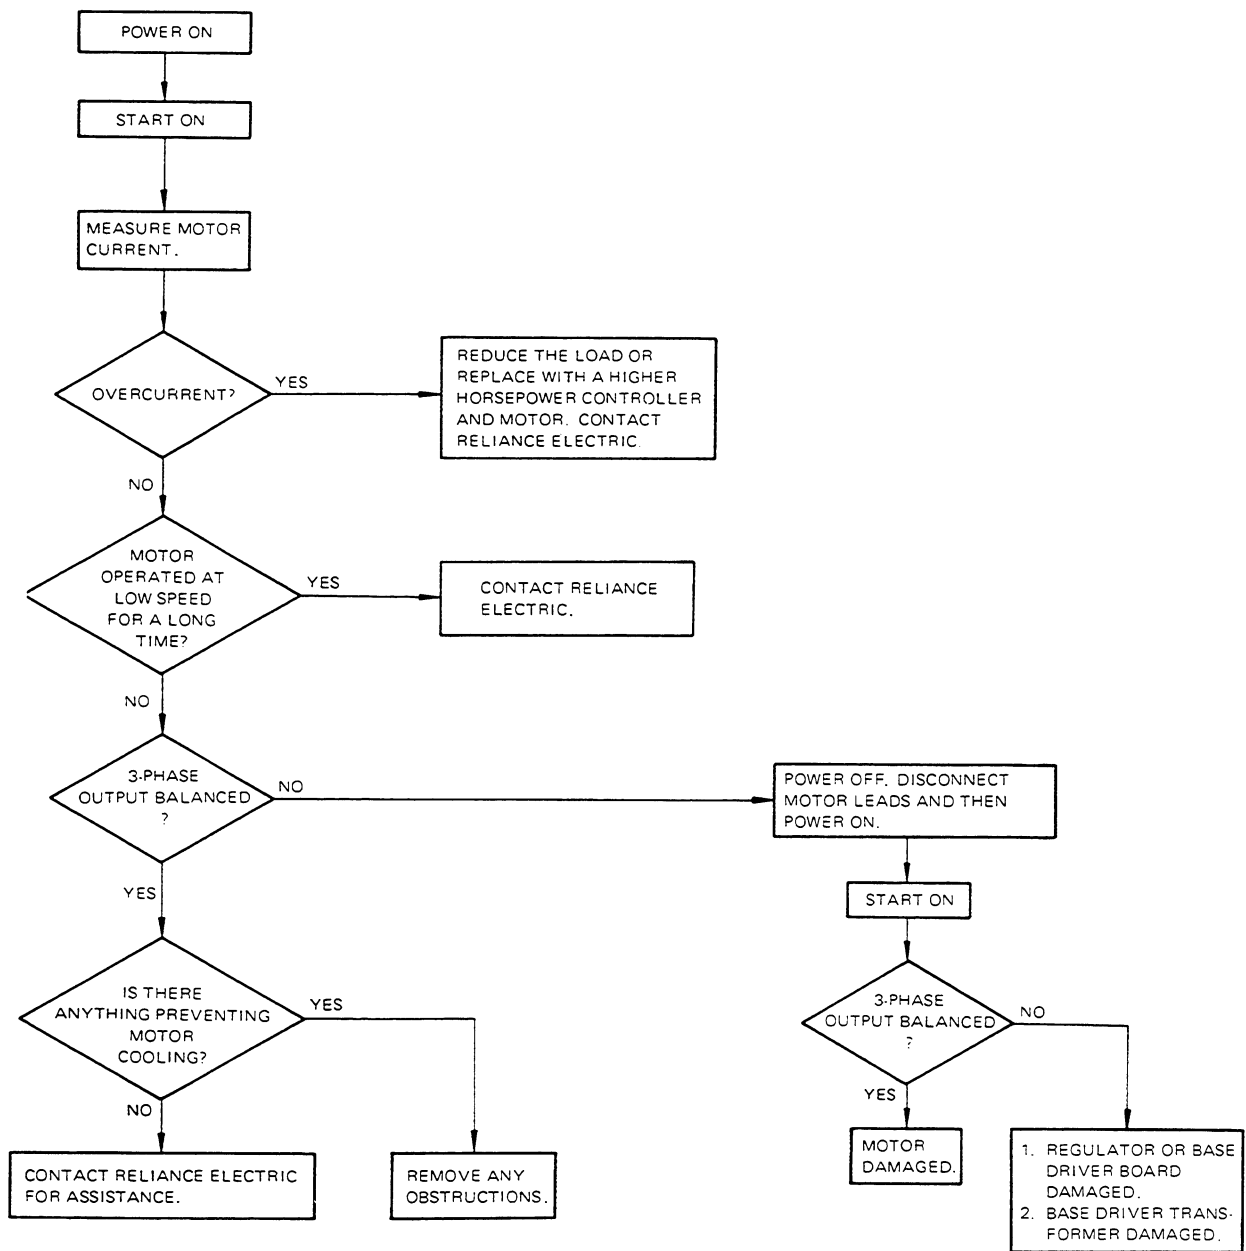 POWER ON
START ON
MEASURE MOTOR
CURRENT.
OVERCURRENT?
YES
REDUCE THE LOAD OR
REPLACE WITH A HIGHER
HORSEPOWER CONTROLLER
AND MOTOR. CONTACT
RELIANCE ELECTRIC.
NO
MOTOR
OPERATED AT
LOW SPEED
FOR A LONG
TIME?
YES
CONTACT RELIANCE
ELECTRIC.
NO
3-PHASE
OUTPUT BALANCED
?
NO
POWER OFF. DISCONNECT
MOTOR LEADS AND THEN
POWER ON.
START ON
YES
IS THERE
ANYTHING PREVENTING
MOTOR
COOLING?
YES
3-PHASE
OUTPUT BALANCED
?
NO
YES
NO
CONTACT RELIANCE ELECTRIC
FOR ASSISTANCE.
REMOVE ANY
OBSTRUCTIONS.
MOTOR
DAMAGED.
1. REGULATOR OR BASE
DRIVER BOARD
DAMAGED.
2. BASE DRIVER TRANS-
FORMER DAMAGED.